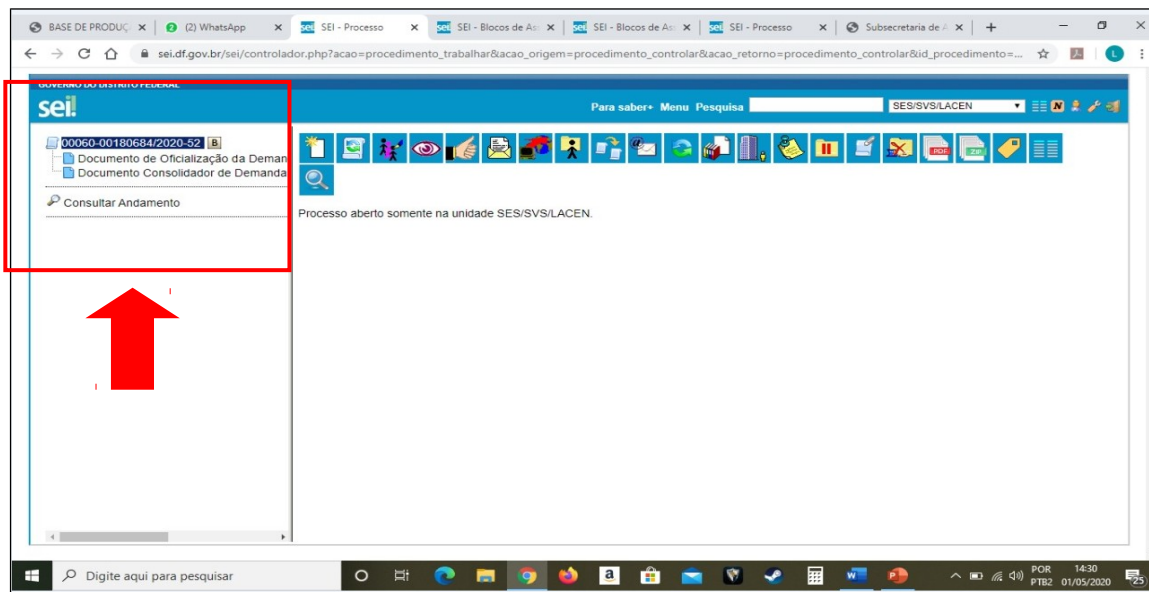 BASE DE PRODUÇ
(2) WhatsApp
SEI - Processo
SEI - Blocos de As
SEI - Blocos de As
SEI - Processo
Subsecretaria de A
sei.df.gov.br/sei/controlador.php?acao=procedimento_trabalhar&acao_origem=procedimento_controlar&acao_retorno=procedimento_controlar&id_procedimento=...
L
GOVERNO DO DISTRITO FEDERAL
sei!
Para saber+ Menu Pesquisa
SES/SVS/LACEN
N
00060-00180684/2020-52 B
Documento de Oficialização da Deman
Documento Consolidador de Demanda
Consultar Andamento
PDF
ZIP
Processo aberto somente na unidade SES/SVS/LACEN.
Digite aqui para pesquisar
POR 14:30
PTB2 01/05/2020
25